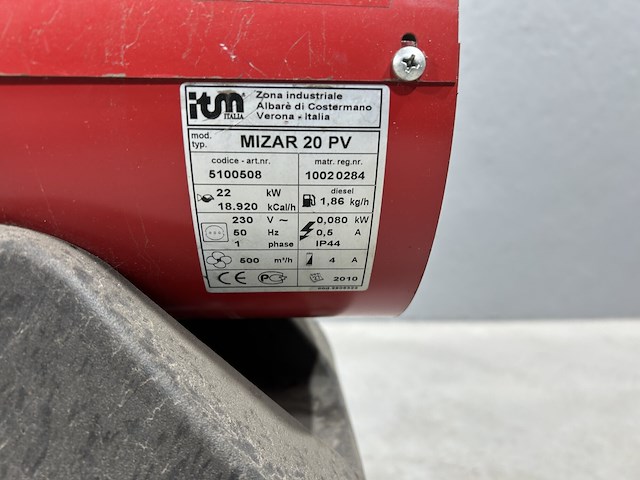 itm ITALIA
Zona industriale
Albarè di Costermano
Verona - Italia
mod. typ. MIZAR 20 PV
codice - art.nr. matr. reg.nr.
5100508 10020284
22 kW diesel
18.920 kCal/h 1,86 kg/h
230 V ~ 0,080 kW
50 Hz 0,5 A
1 phase IP44
500 m³/h 4 A
CE PC 2010